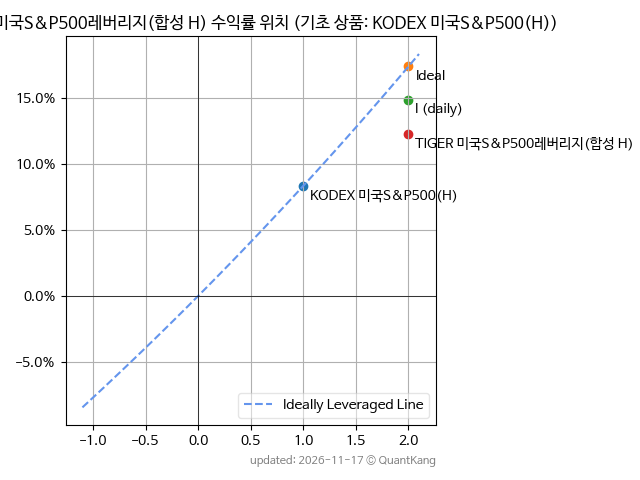 미국S&P500레버리지(합성 H) 수익률 위치 (기초 상품: KODEX 미국S&P500(H))
Ideal
I (daily)
TIGER 미국S&P500레버리지(합성 H)
KODEX 미국S&P500(H)
15.0%
10.0%
5.0%
0.0%
-5.0%
Ideally Leveraged Line
-1.0 -0.5 0.0 0.5 1.0 1.5 2.0
updated: 2026-11-17 © QuantKang